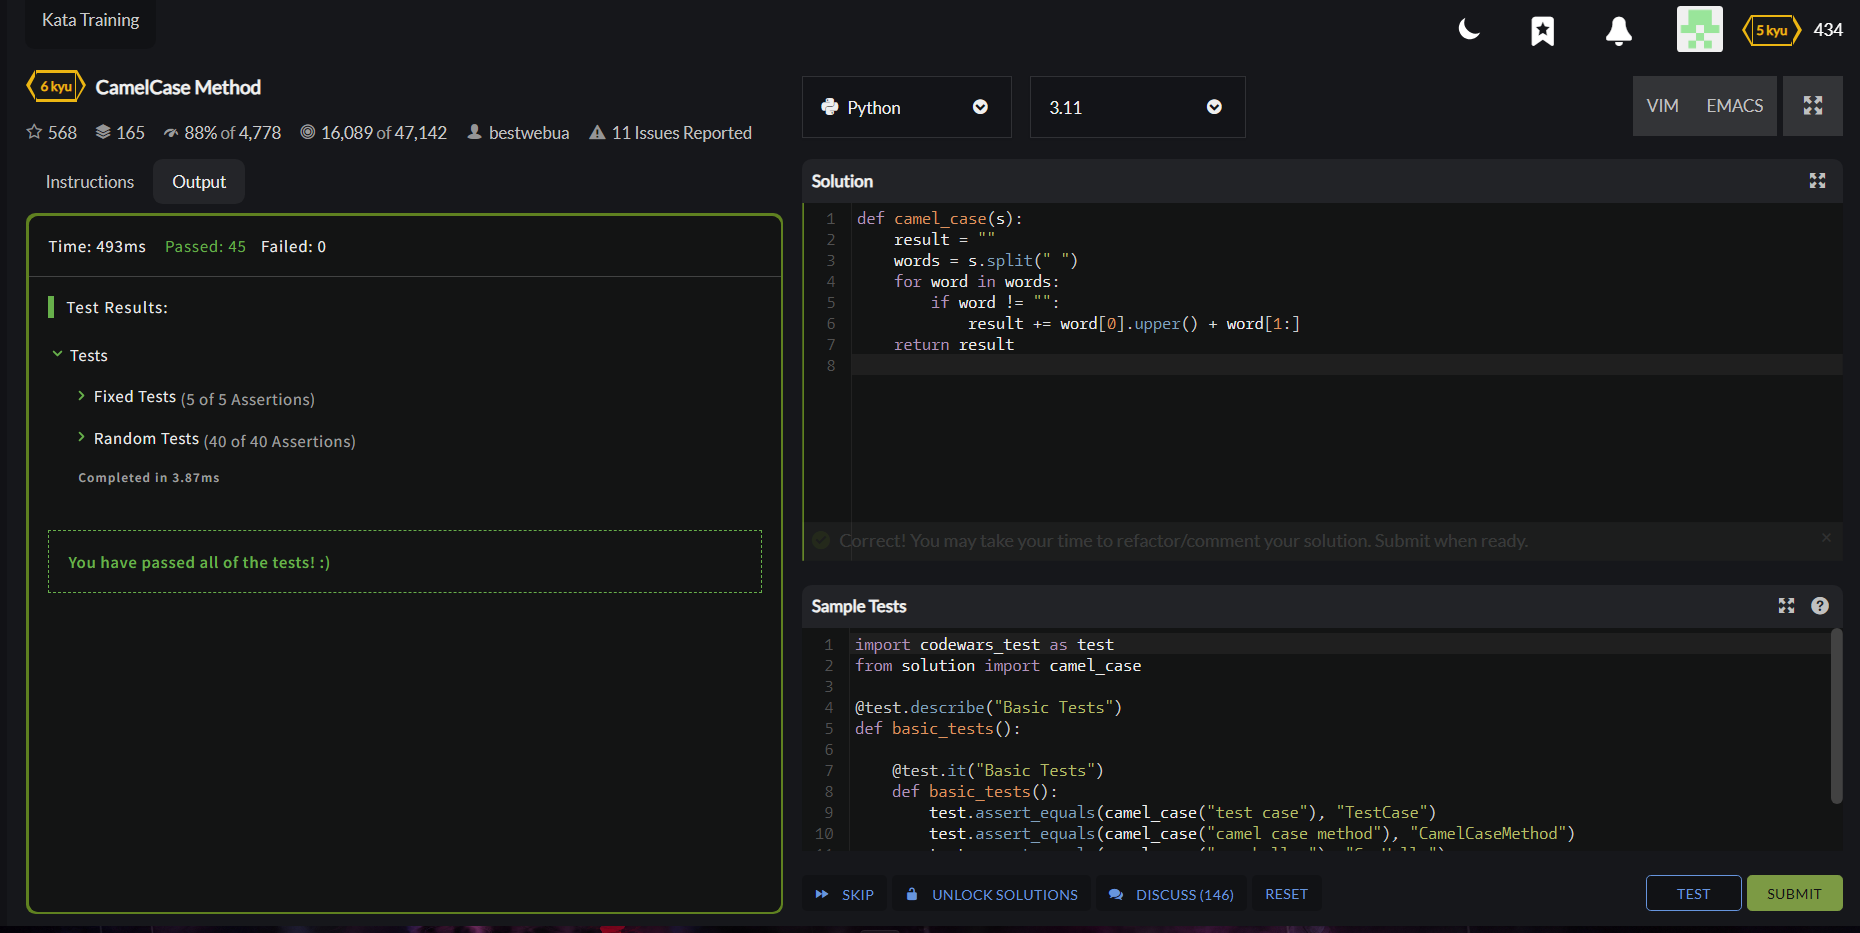 Kata Training
5 kyu 434
6 kyu CamelCase Method
568 165 88% of 4,778 16,089 of 47,142 bestwebua 11 Issues Reported
Python 3.11 VIM EMACS
Instructions Output
Time: 493ms Passed: 45 Failed: 0
Test Results:
Tests
Fixed Tests (5 of 5 Assertions)
Random Tests (40 of 40 Assertions)
Completed in 3.87ms
You have passed all of the tests! :)
Solution
1 def camel_case(s):
2     result = ""
3     words = s.split(" ")
4     for word in words:
5         if word != "":
6             result += word[0].upper() + word[1:]
7     return result
8
Correct! You may take your time to refactor/comment your solution. Submit when ready.
Sample Tests
1 import codewars_test as test
2 from solution import camel_case
3
4 @test.describe("Basic Tests")
5 def basic_tests():
6
7     @test.it("Basic Tests")
8     def basic_tests():
9         test.assert_equals(camel_case("test case"), "TestCase")
10         test.assert_equals(camel_case("camel case method"), "CamelCaseMethod")
SKIP UNLOCK SOLUTIONS DISCUSS (146) RESET TEST SUBMIT